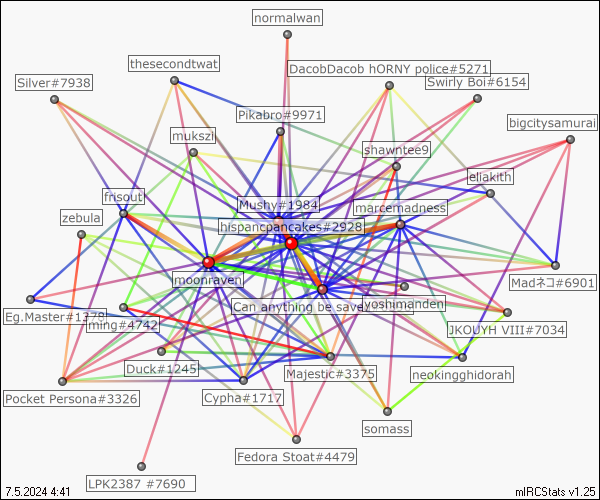 normalwan
thesecondtwat
DacobDacob hORNY police#5271
Silver#7938
Swirly Boi#6154
Pikabro#9971
bigcitysamurai
mukszi
shawntee9
eliakith
frisout
Mushy#1984
marcemadness
zebula
hispancpancakes#2928
moonraven
Madネコ#6901
Can anything be save
yoshimanden
Eg.Master#1378
ming#4742
JKOUYH VIII#7034
Duck#1245
Majestic#3375
neokingghidorah
Pocket Persona#3326
Cypha#1717
somass
Fedora Stoat#4479
LPK2387 #7690
7.5.2024 4:41
mIRCStats v1.25